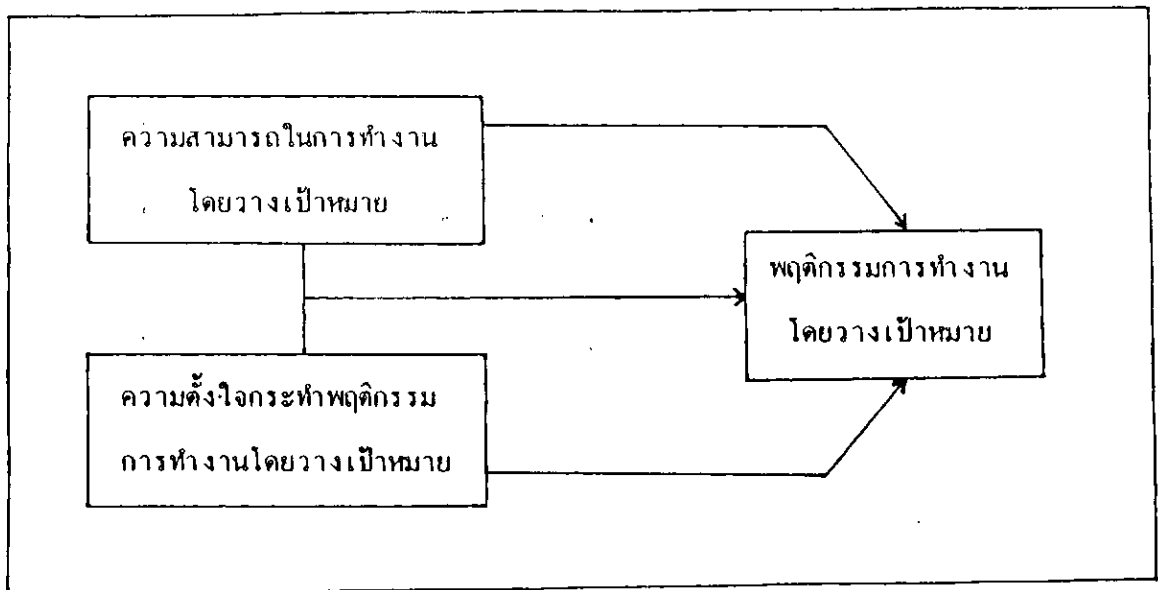 ความสามารถในการทำงาน
โดยวางเป้าหมาย
พฤติกรรมการทำงาน
โดยวางเป้าหมาย
ความตั้งใจกระทำพฤติกรรม
การทำงานโดยวางเป้าหมาย